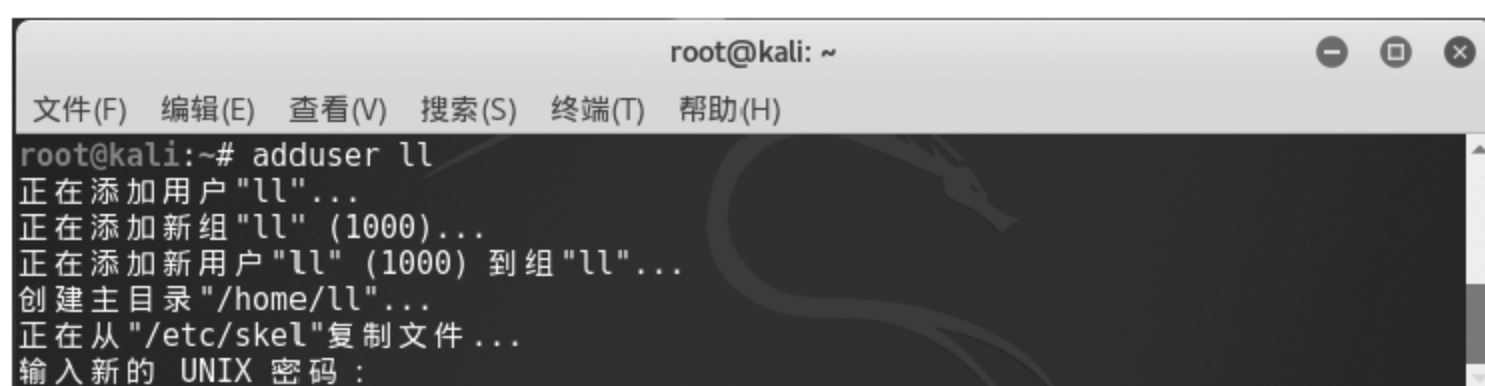 root@kali: ~
文件(F) 编辑(E) 查看(V) 搜索(S) 终端(T) 帮助(H)
root@kali:~# adduser ll
正在添加用户"ll"...
正在添加新组"ll" (1000)...
正在添加新用户"ll" (1000) 到组"ll"...
创建主目录"/home/ll"...
正在从"/etc/skel"复制文件...
输入新的 UNIX 密码：